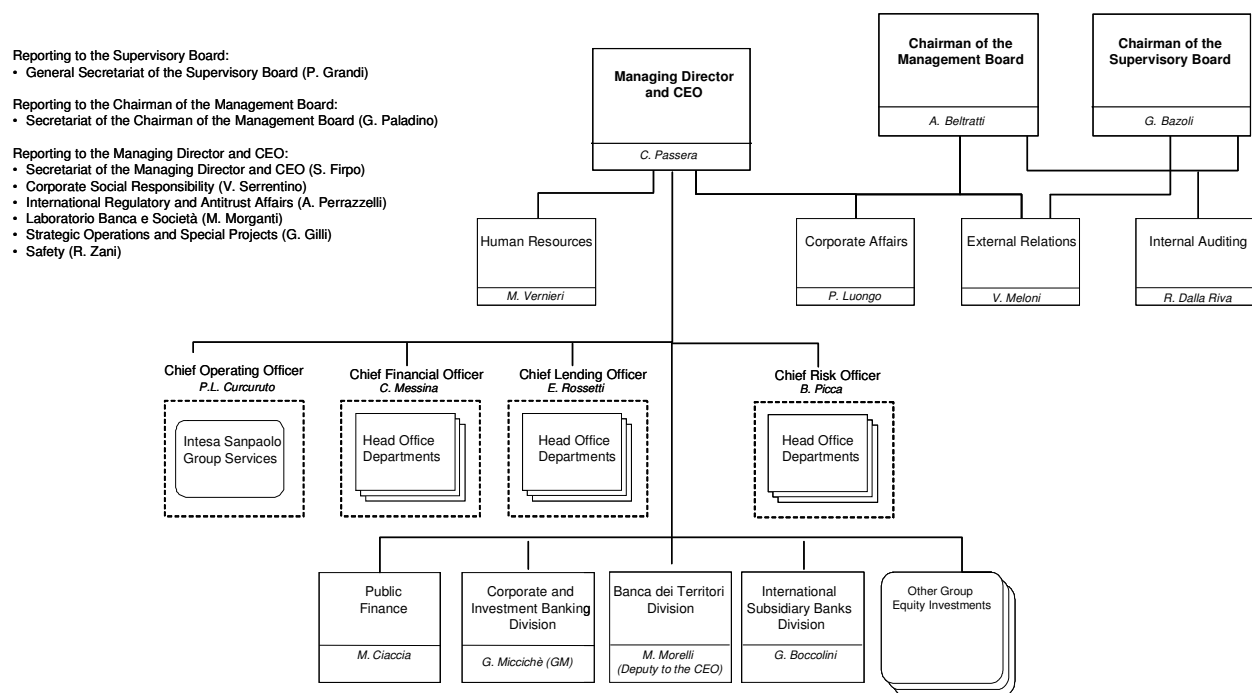 Reporting to the Supervisory Board:
• General Secretariat of the Supervisory Board (P. Grandi)
Reporting to the Chairman of the Management Board:
• Secretariat of the Chairman of the Management Board (G. Paladino)
Reporting to the Managing Director and CEO:
• Secretariat of the Managing Director and CEO (S. Firpo)
• Corporate Social Responsibility (V. Serrentino)
• International Regulatory and Antitrust Affairs (A. Perrazzelli)
• Laboratorio Banca e Società (M. Morganti)
• Strategic Operations and Special Projects (G. Gilli)
• Safety (R. Zani)
Managing Director
and CEO
C. Passera
Chairman of the
Management Board
A. Beltratti
Chairman of the
Supervisory Board
G. Bazoli
Human Resources
M. Vernieri
Corporate Affairs
P. Luongo
External Relations
V. Meloni
Internal Auditing
R. Dalla Riva
Chief Operating Officer
P.L. Curcuruto
Intesa Sanpaolo
Group Services
Chief Financial Officer
C. Messina
Head Office
Departments
Chief Lending Officer
E. Rossetti
Head Office
Departments
Chief Risk Officer
B. Picca
Head Office
Departments
Public
Finance
M. Ciaccia
Corporate and
Investment Banking
Division
G. Miccichè (GM)
Banca dei Territori
Division
M. Morelli
(Deputy to the CEO)
International
Subsidiary Banks
Division
G. Boccolini
Other Group
Equity Investments